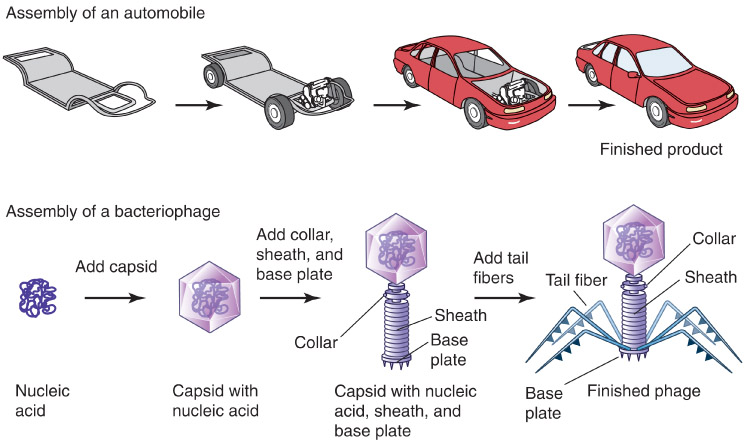 Assembly of an automobile
Finished product
Assembly of a bacteriophage
Add capsid
Add collar,
sheath, and
base plate
Add tail
fibers
Collar
Sheath
Base
plate
Tail fiber
Collar
Sheath
Base
plate
Nucleic
acid
Capsid with
nucleic acid
Capsid with nucleic
acid, sheath, and
base plate
Finished phage